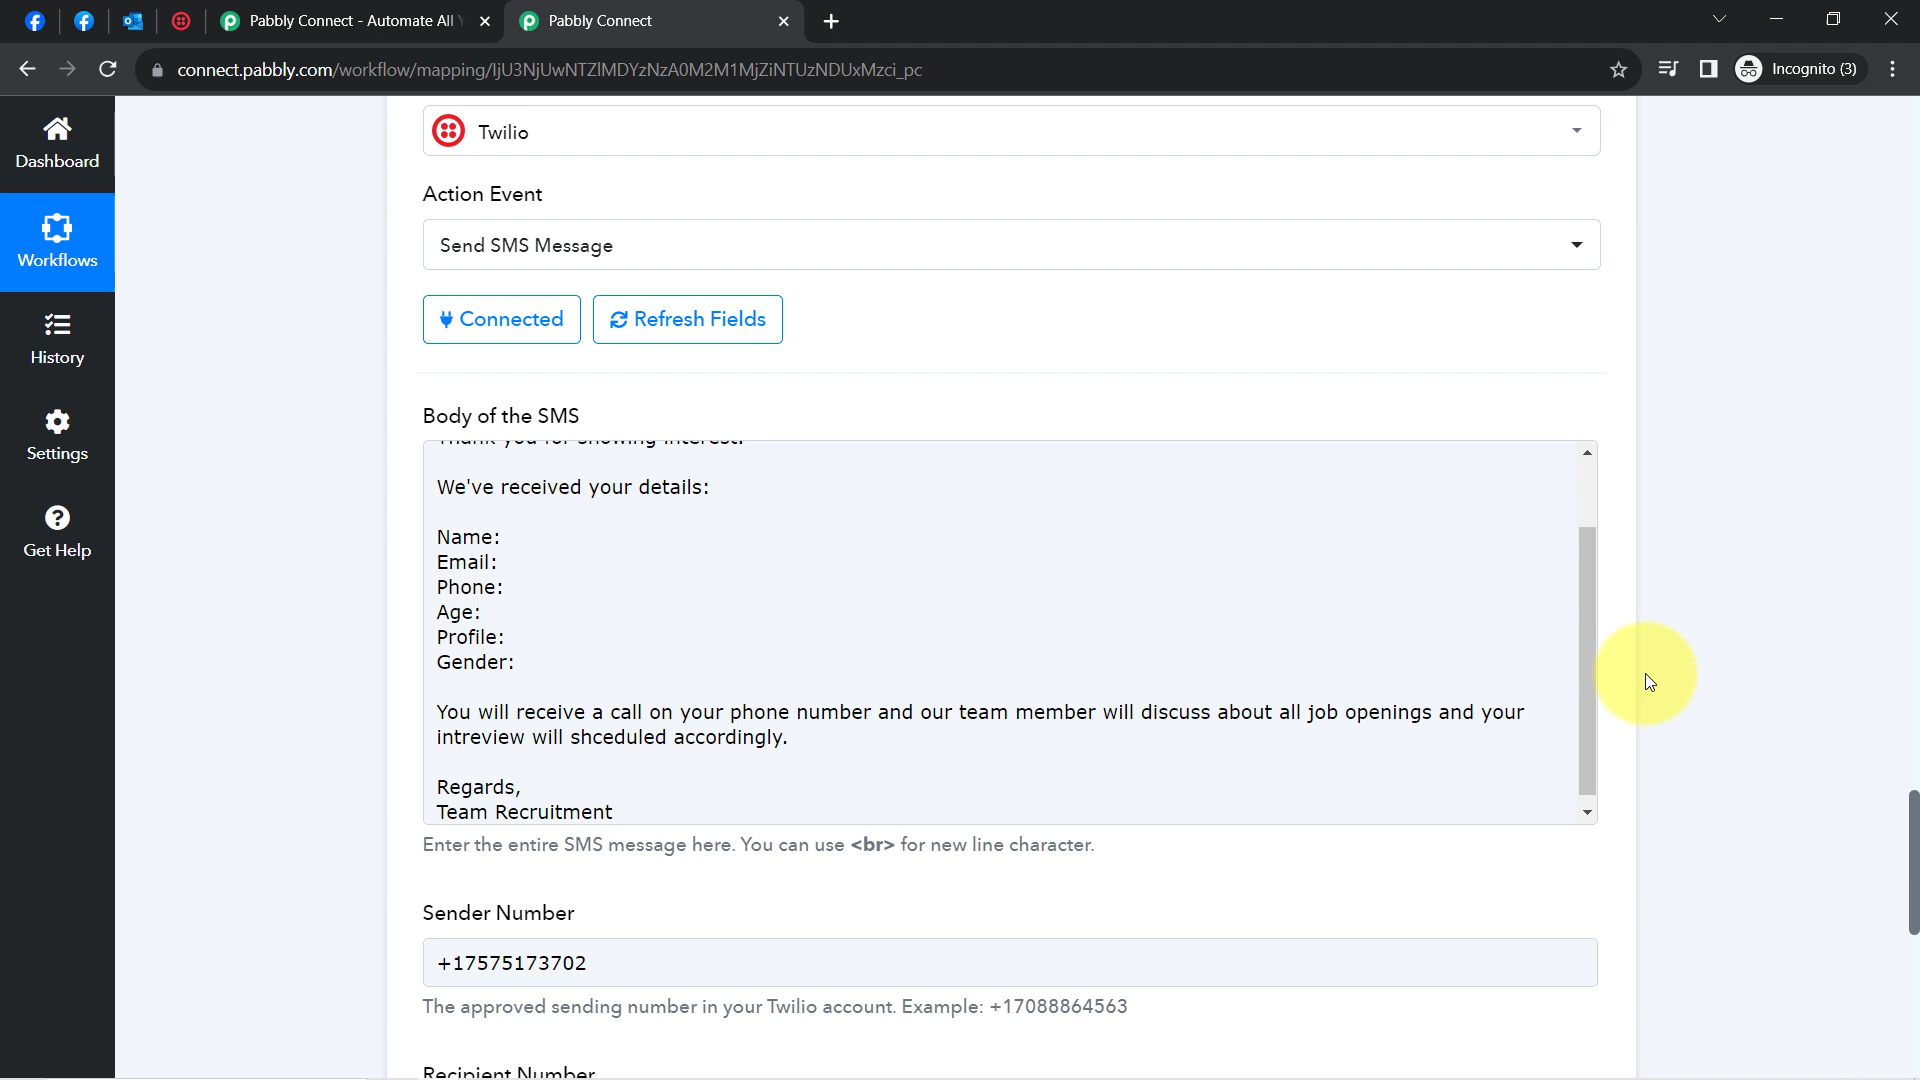 Pabbly Connect - Automate All Y
Pabbly Connect
connect.pabbly.com/workflow/mapping/IjU3NjUwNTZlMDYzNzA0M2M1MjZiNTUzNDUxMzci_pc
Incognito (3)
Dashboard
Workflows
History
Settings
Get Help
Twilio
Action Event
Send SMS Message
Connected
Refresh Fields
Body of the SMS
Thank you for showing interest.
We've received your details:
Name:
Email:
Phone:
Age:
Profile:
Gender:
You will receive a call on your phone number and our team member will discuss about all job openings and your
intreview will shceduled accordingly.
Regards,
Team Recruitment
Enter the entire SMS message here. You can use <br> for new line character.
Sender Number
+17575173702
The approved sending number in your Twilio account. Example: +17088864563
Recipient Number